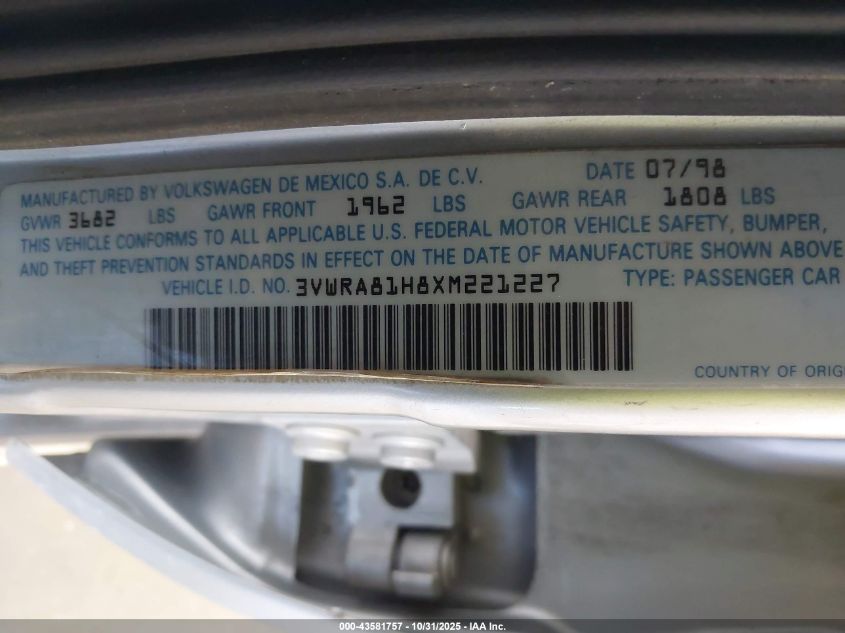 MANUFACTURED BY VOLKSWAGEN DE MEXICO S.A. DE C.V. DATE 07/98
GVWR 3682 LBS GAWR FRONT 1962 LBS GAWR REAR 1808 LBS
THIS VEHICLE CONFORMS TO ALL APPLICABLE U.S. FEDERAL MOTOR VEHICLE SAFETY, BUMPER,
AND THEFT PREVENTION STANDARDS IN EFFECT ON THE DATE OF MANUFACTURE SHOWN ABOVE
VEHICLE I.D. NO. 3VWRA81H8XM221227 TYPE: PASSENGER CAR
COUNTRY OF ORIGI
000-43581757 - 10/31/2025 - IAA Inc.